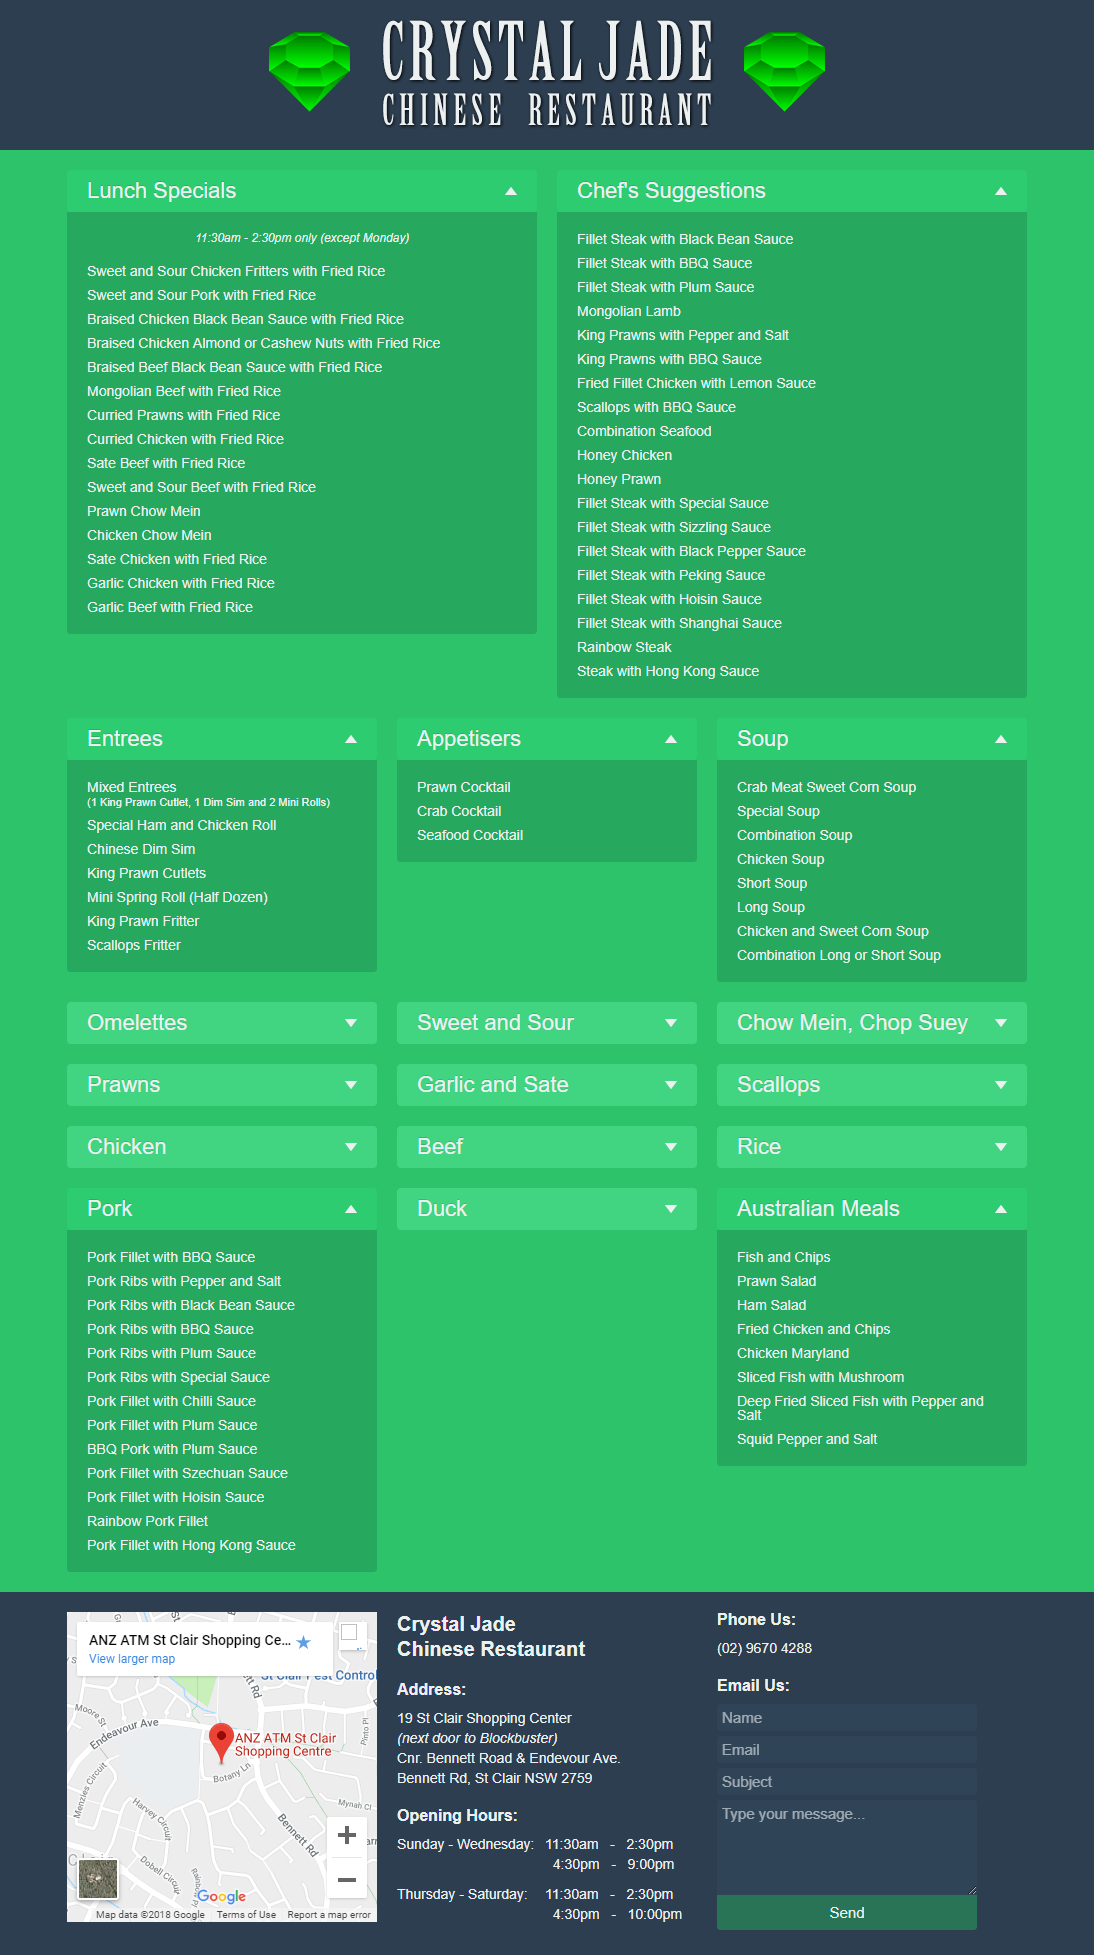 CRYSTAL JADE
CHINESE RESTAURANT
Lunch Specials
11:30am - 2:30pm only (except Monday)
Sweet and Sour Chicken Fritters with Fried Rice
Sweet and Sour Pork with Fried Rice
Braised Chicken Black Bean Sauce with Fried Rice
Braised Chicken Almond or Cashew Nuts with Fried Rice
Braised Beef Black Bean Sauce with Fried Rice
Mongolian Beef with Fried Rice
Curried Prawns with Fried Rice
Curried Chicken with Fried Rice
Sate Beef with Fried Rice
Sweet and Sour Beef with Fried Rice
Prawn Chow Mein
Chicken Chow Mein
Sate Chicken with Fried Rice
Garlic Chicken with Fried Rice
Garlic Beef with Fried Rice
Chef's Suggestions
Fillet Steak with Black Bean Sauce
Fillet Steak with BBQ Sauce
Fillet Steak with Plum Sauce
Mongolian Lamb
King Prawns with Pepper and Salt
King Prawns with BBQ Sauce
Fried Fillet Chicken with Lemon Sauce
Scallops with BBQ Sauce
Combination Seafood
Honey Chicken
Honey Prawn
Fillet Steak with Special Sauce
Fillet Steak with Sizzling Sauce
Fillet Steak with Black Pepper Sauce
Fillet Steak with Peking Sauce
Fillet Steak with Hoisin Sauce
Fillet Steak with Shanghai Sauce
Rainbow Steak
Steak with Hong Kong Sauce
Entrees
Mixed Entrees
(1 King Prawn Cutlet, 1 Dim Sim and 2 Mini Rolls)
Special Ham and Chicken Roll
Chinese Dim Sim
King Prawn Cutlets
Mini Spring Roll (Half Dozen)
King Prawn Fritter
Scallops Fritter
Appetisers
Prawn Cocktail
Crab Cocktail
Seafood Cocktail
Soup
Crab Meat Sweet Corn Soup
Special Soup
Combination Soup
Chicken Soup
Short Soup
Long Soup
Chicken and Sweet Corn Soup
Combination Long or Short Soup
Omelettes
Sweet and Sour
Chow Mein, Chop Suey
Prawns
Garlic and Sate
Scallops
Chicken
Beef
Rice
Pork
Pork Fillet with BBQ Sauce
Pork Ribs with Pepper and Salt
Pork Ribs with Black Bean Sauce
Pork Ribs with BBQ Sauce
Pork Ribs with Plum Sauce
Pork Ribs with Special Sauce
Pork Fillet with Chilli Sauce
Pork Fillet with Plum Sauce
BBQ Pork with Plum Sauce
Pork Fillet with Szechuan Sauce
Pork Fillet with Hoisin Sauce
Rainbow Pork Fillet
Pork Fillet with Hong Kong Sauce
Duck
Australian Meals
Fish and Chips
Prawn Salad
Ham Salad
Fried Chicken and Chips
Chicken Maryland
Sliced Fish with Mushroom
Deep Fried Sliced Fish with Pepper and
Salt
Squid Pepper and Salt
ANZ ATM St Clair Shopping Ce...
View larger map
St Clair Pest Control
Moore St
Endeavour Ave
ANZ ATM St Clair
Shopping Centre
Botany Ln
Pinto Pl
Menzies Circuit
Harvey Circuit
Mynah Cl
Bennett Rd
Dobell Circuit
Google
Map data ©2018 Google Terms of Use Report a map error
Crystal Jade
Chinese Restaurant
Address:
19 St Clair Shopping Center
(next door to Blockbuster)
Cnr. Bennett Road & Endevour Ave.
Bennett Rd, St Clair NSW 2759
Opening Hours:
Sunday - Wednesday: 11:30am - 2:30pm
4:30pm - 9:00pm
Thursday - Saturday: 11:30am - 2:30pm
4:30pm - 10:00pm
Phone Us:
(02) 9670 4288
Email Us:
Name
Email
Subject
Type your message...
Send